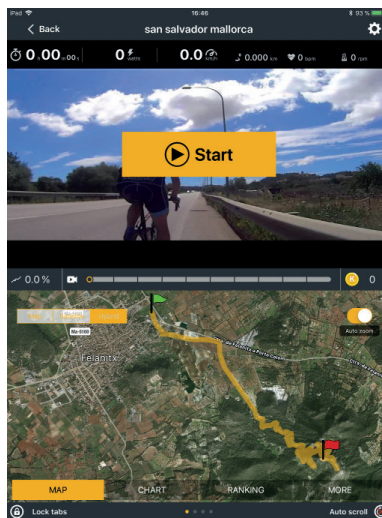 iPad 16:46 93 %
Back san salvador mallorca
0 h 00 m 00 s 0 watts 0.0 km/h 0.000 km 0 bpm 0 rpm
Start
0.0 % 0
Ma-5100
Auto zoom
Felanitx
MAP CHART RANKING MORE
Lock tabs Auto scroll